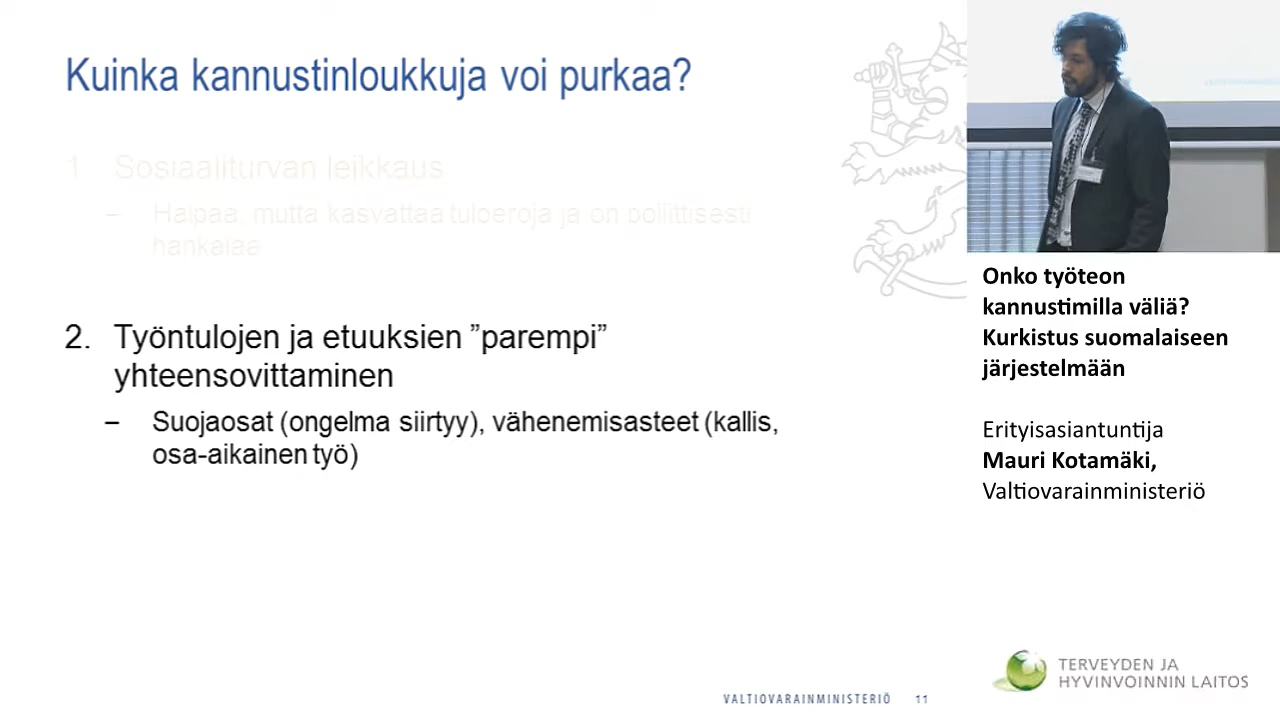 Kuinka kannustinloukkuja voi purkaa?
1 Sosiaaliturvan leikkaus
– Halpaa, mutta kasvattaa tuloeroja ja on poliittisesti
hankalaa
2. Työntulojen ja etuuksien ”parempi”
yhteensovittaminen
– Suojaosat (ongelma siirtyy), vähenemisasteet (kallis,
osa-aikainen työ)
VALTIOVARAINMINISTERIÖ 11
Onko työteon
kannustimilla väliä?
Kurkistus suomalaiseen
järjestelmään
Erityisasiantuntija
Mauri Kotamäki,
Valtiovarainministeriö
TERVEYDEN JA
HYVINVOINNIN LAITOS